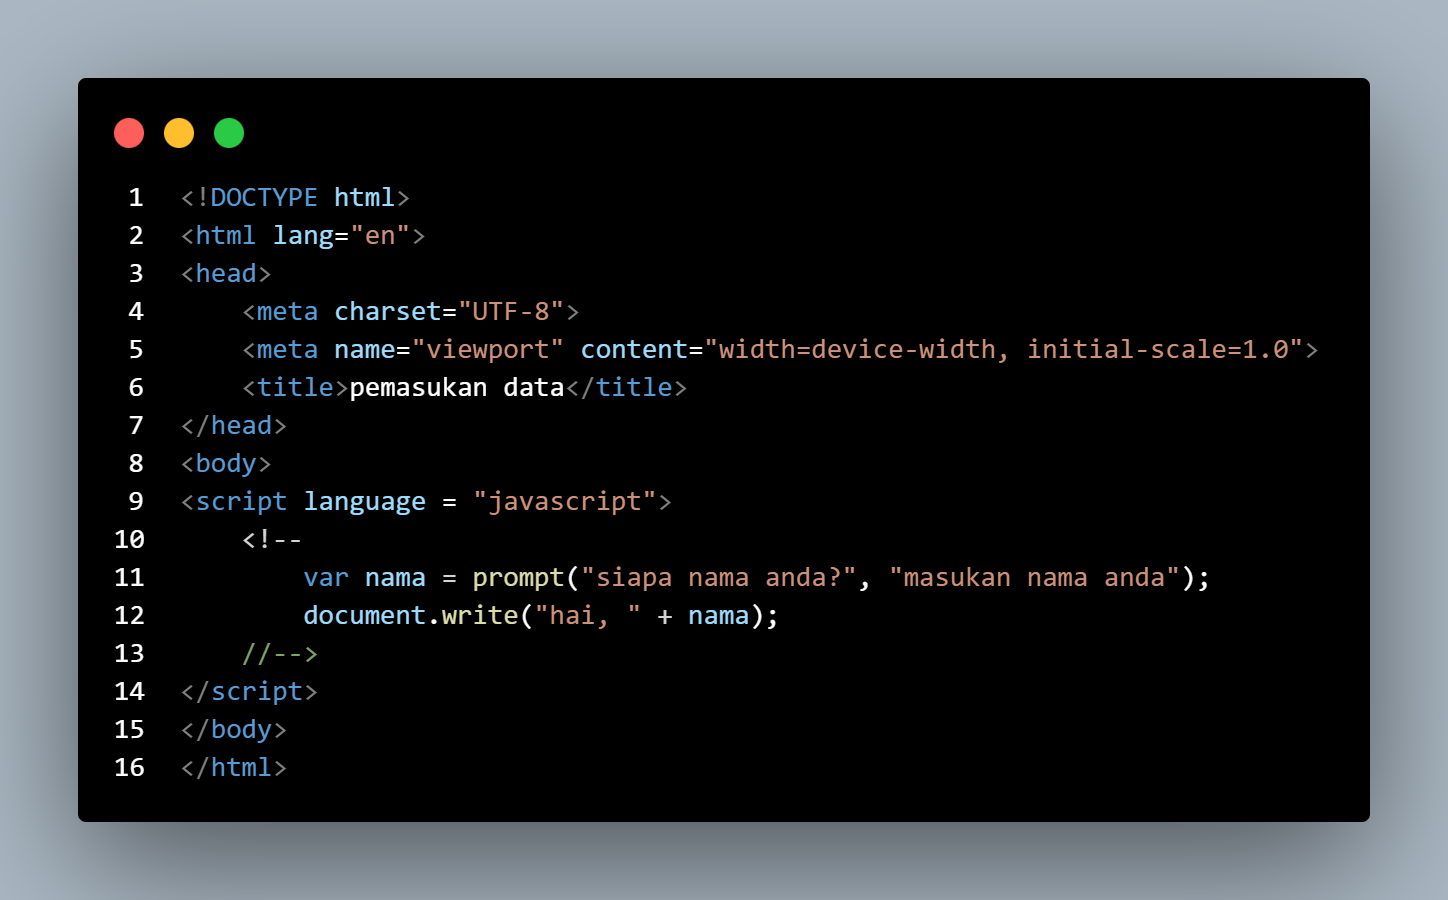 1 <!DOCTYPE html>
2 <html lang="en">
3 <head>
4     <meta charset="UTF-8">
5     <meta name="viewport" content="width=device-width, initial-scale=1.0">
6     <title>pemasukan data</title>
7 </head>
8 <body>
9 <script language = "javascript">
10     <!--
11         var nama = prompt("siapa nama anda?", "masukan nama anda");
12         document.write("hai, " + nama);
13     //-->
14 </script>
15 </body>
16 </html>